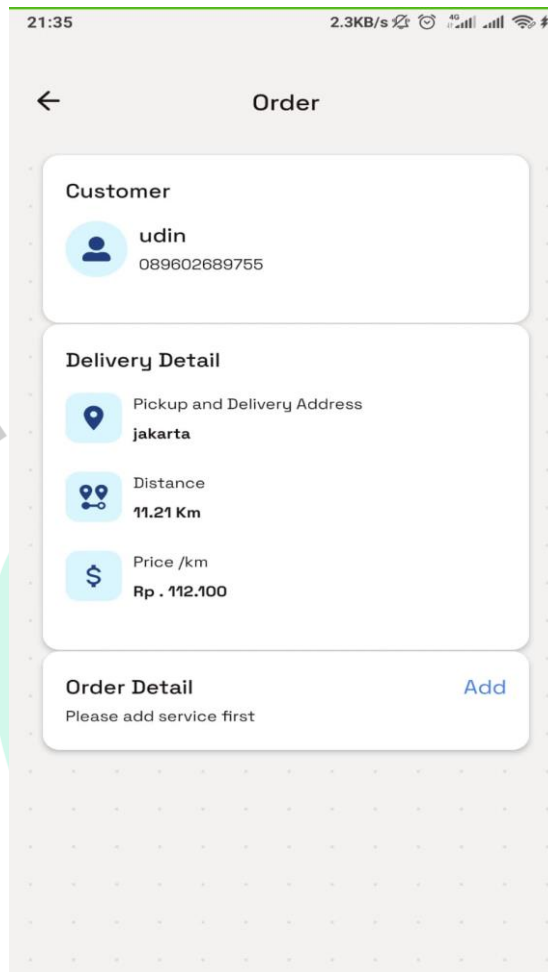 21:35 2.3KB/s 4G
Order
Customer
udin
089602689755
Delivery Detail
Pickup and Delivery Address
jakarta
Distance
11.21 Km
Price /km
$
Rp . 112.100
Order Detail Add
Please add service first